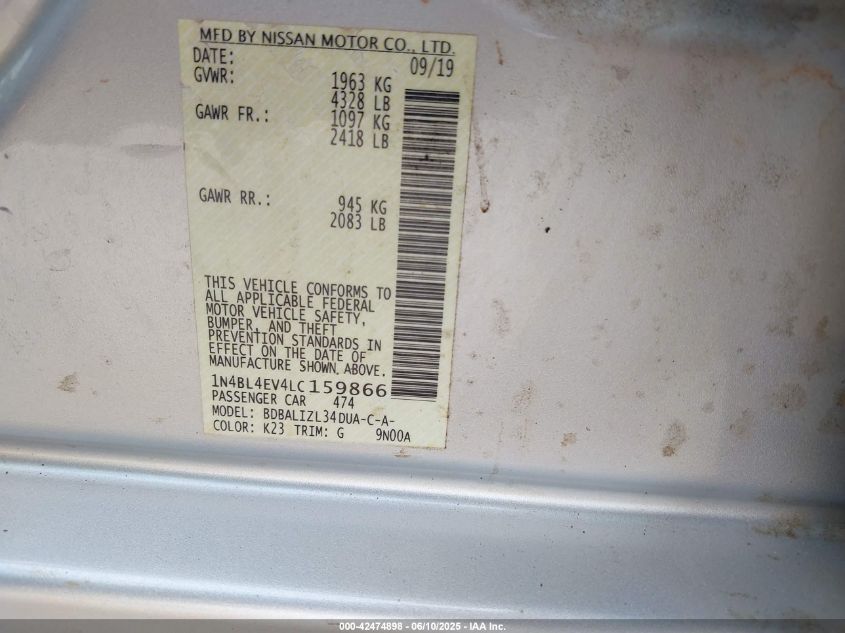 MFD BY NISSAN MOTOR CO., LTD.
DATE: 09/19
GVWR: 1963 KG
4328 LB
GAWR FR.: 1097 KG
2418 LB
GAWR RR.: 945 KG
2083 LB
THIS VEHICLE CONFORMS TO
ALL APPLICABLE FEDERAL
MOTOR VEHICLE SAFETY,
BUMPER, AND THEFT
PREVENTION STANDARDS IN
EFFECT ON THE DATE OF
MANUFACTURE SHOWN ABOVE.
1N4BL4EV4LC159866
PASSENGER CAR 474
MODEL: BDBALIZL34DUA-C-A-
COLOR: K23 TRIM: G 9N00A
000-42474898 - 06/10/2025 - IAA Inc.